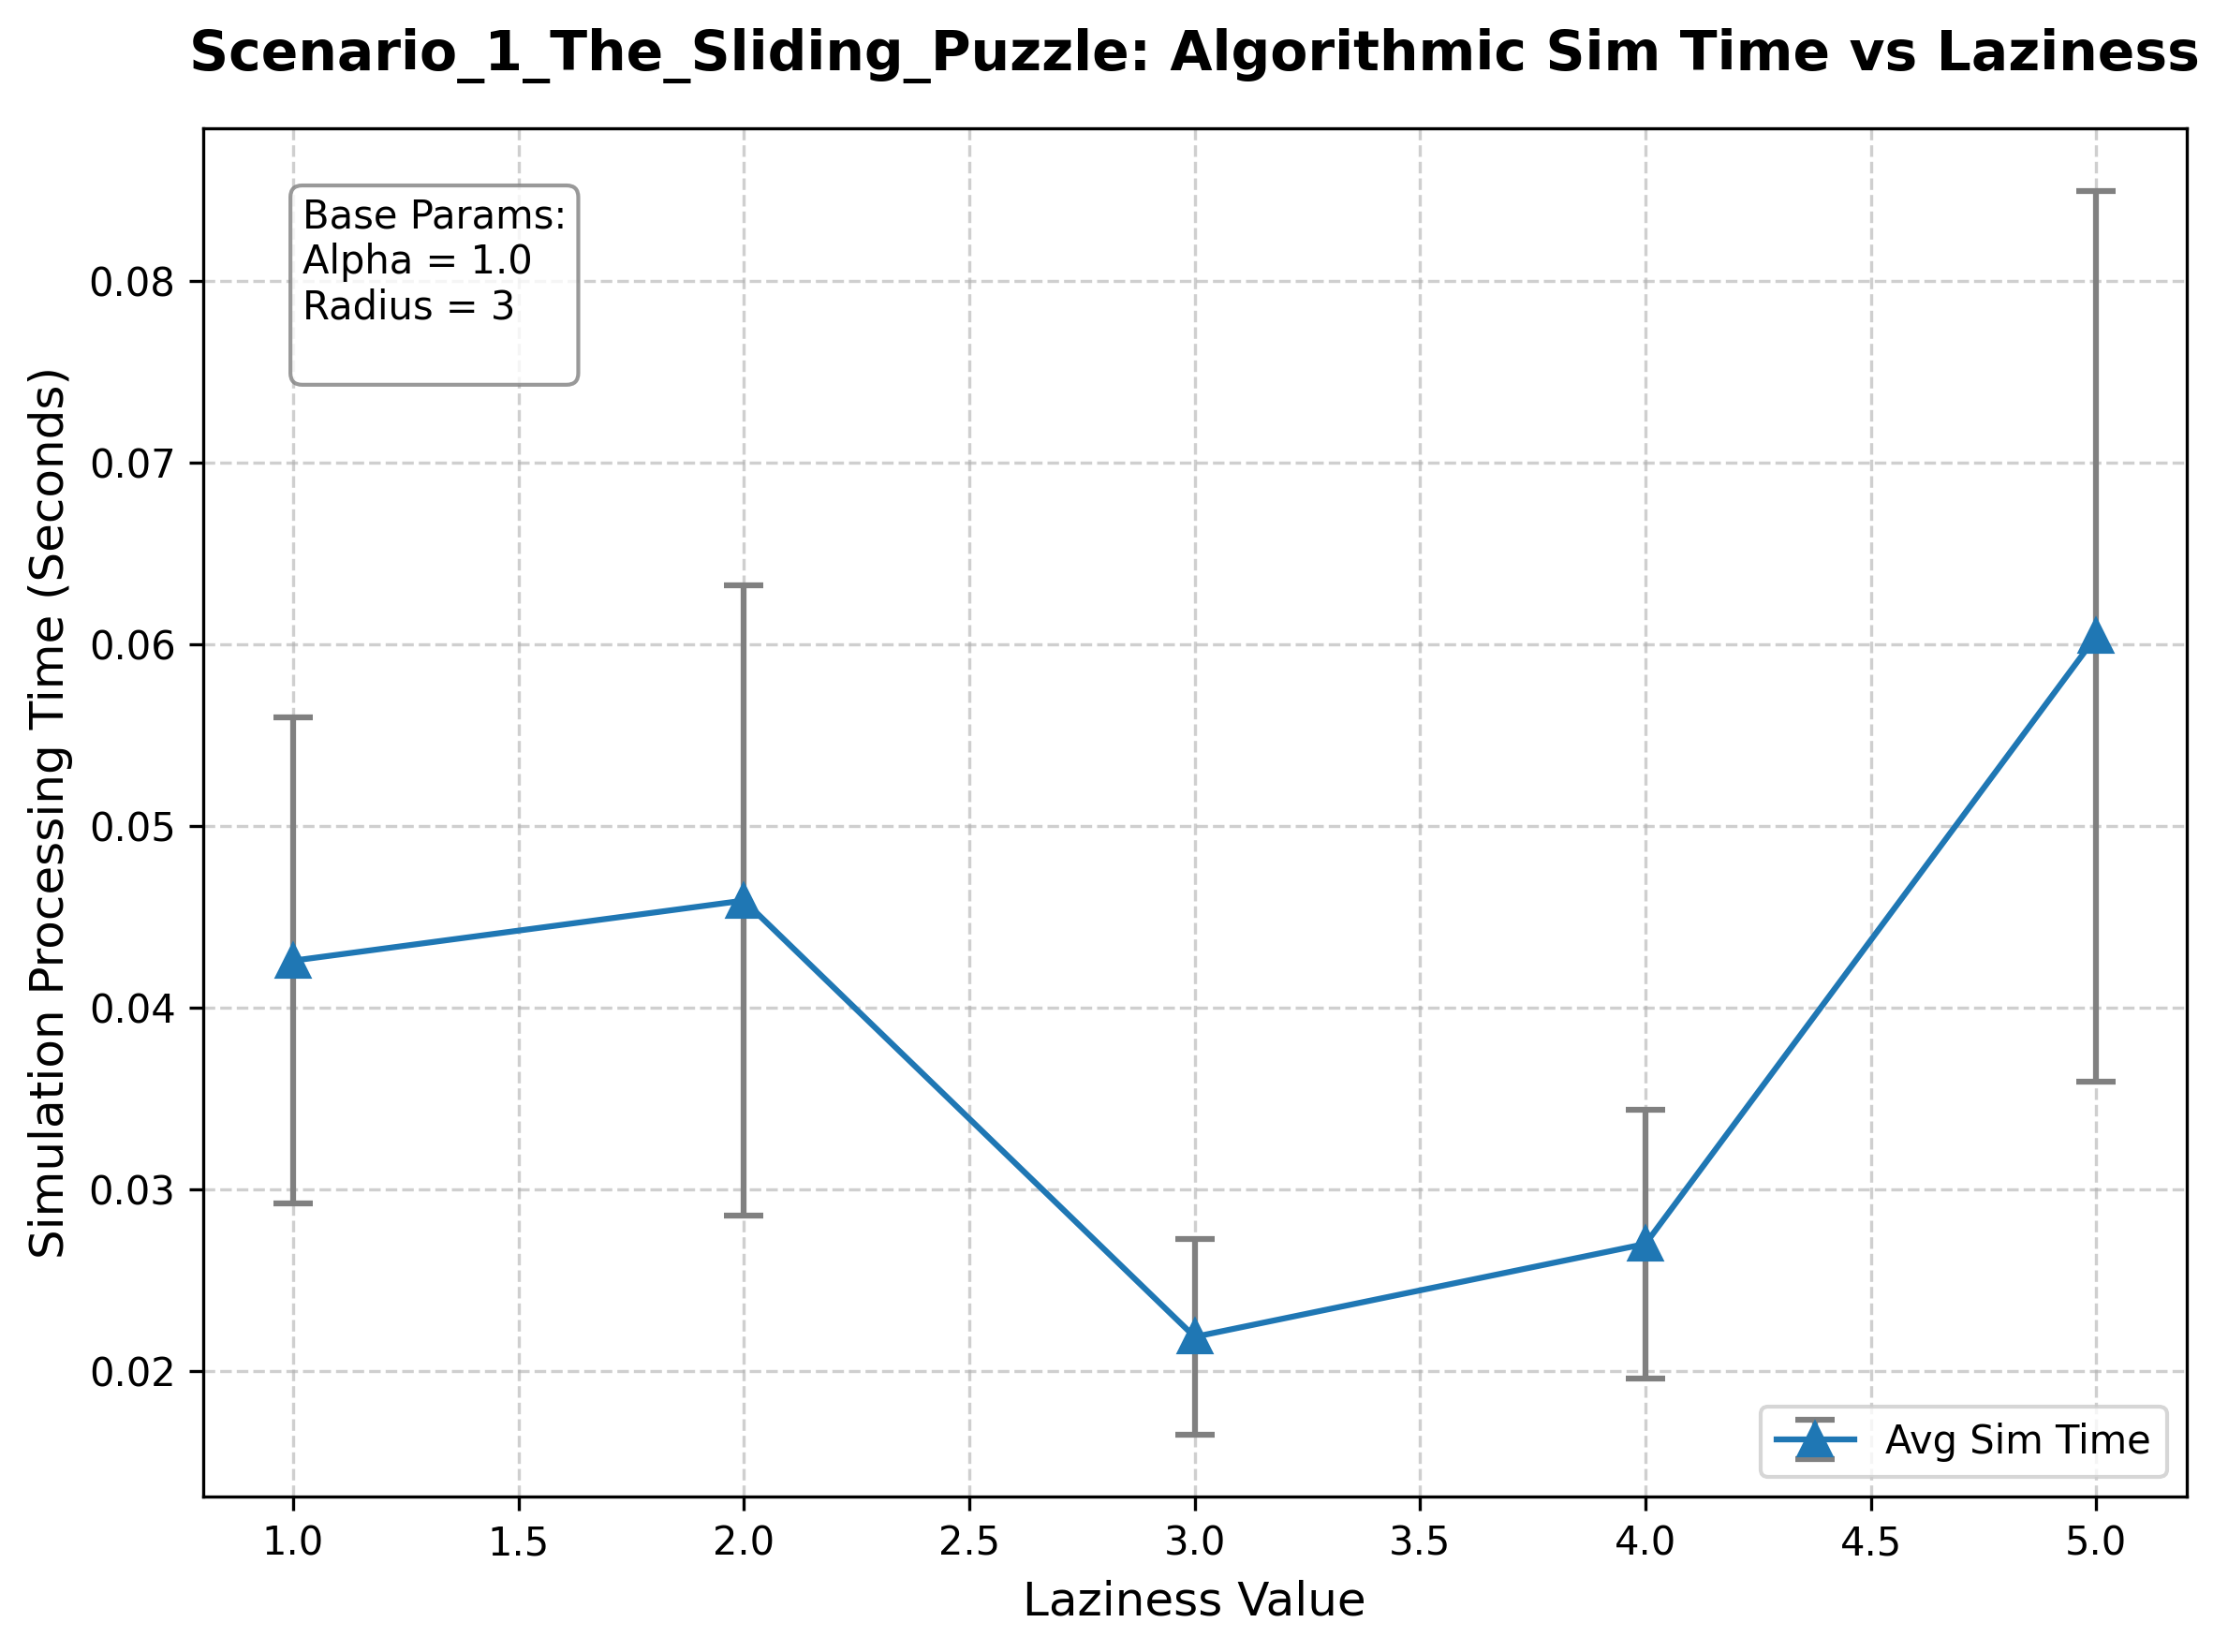 Scenario_1_The_Sliding_Puzzle: Algorithmic Sim Time vs Laziness
Base Params:
Alpha = 1.0
Radius = 3
Simulation Processing Time (Seconds)
0.08
0.07
0.06
0.05
0.04
0.03
0.02
Avg Sim Time
1.0 1.5 2.0 2.5 3.0 3.5 4.0 4.5 5.0
Laziness Value